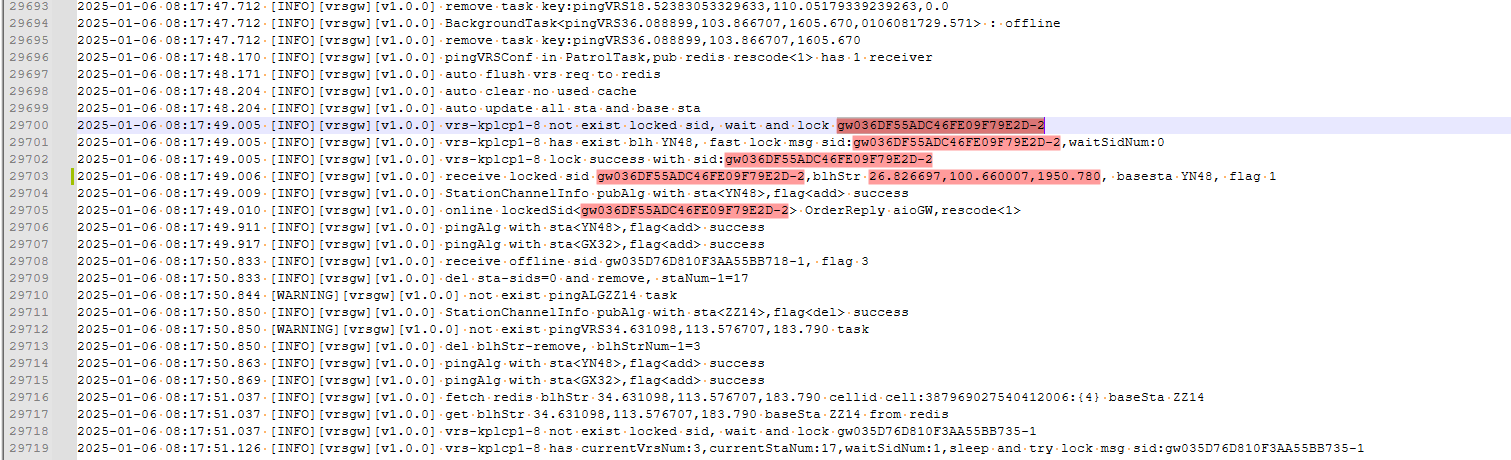 29693 2025-01-06 08:17:47.712 [INFO][vrsgw][v1.0.0] remove task key:pingVRS18.52383053329633,110.05179339239263,0.0
29694 2025-01-06 08:17:47.712 [INFO][vrsgw][v1.0.0] BackgroundTask<pingVRS36.088899,103.866707,1605.670,0106081729.571> : offline
29695 2025-01-06 08:17:47.712 [INFO][vrsgw][v1.0.0] remove task key:pingVRS36.088899,103.866707,1605.670
29696 2025-01-06 08:17:48.170 [INFO][vrsgw][v1.0.0] pingVRSConf in PatrolTask,pub redis rescode<1> has 1 receiver
29697 2025-01-06 08:17:48.171 [INFO][vrsgw][v1.0.0] auto flush vrs req to redis
29698 2025-01-06 08:17:48.204 [INFO][vrsgw][v1.0.0] auto clear no used cache
29699 2025-01-06 08:17:48.204 [INFO][vrsgw][v1.0.0] auto update all sta and base sta
29700 2025-01-06 08:17:49.005 [INFO][vrsgw][v1.0.0] vrs-kplcp1-8 not exist locked sid, wait and lock gw036DF55ADC46FE09F79E2D-2
29701 2025-01-06 08:17:49.005 [INFO][vrsgw][v1.0.0] vrs-kplcp1-8 has exist blh YN48, fast lock msg sid:gw036DF55ADC46FE09F79E2D-2,waitSidNum:0
29702 2025-01-06 08:17:49.005 [INFO][vrsgw][v1.0.0] vrs-kplcp1-8 lock success with sid:gw036DF55ADC46FE09F79E2D-2
29703 2025-01-06 08:17:49.006 [INFO][vrsgw][v1.0.0] receive locked sid gw036DF55ADC46FE09F79E2D-2,blhStr 26.826697,100.660007,1950.780, basesta YN48, flag 1
29704 2025-01-06 08:17:49.009 [INFO][vrsgw][v1.0.0] StationChannelInfo pubAlg with sta<YN48>,flag<add> success
29705 2025-01-06 08:17:49.010 [INFO][vrsgw][v1.0.0] online lockedSid<gw036DF55ADC46FE09F79E2D-2> OrderReply aioGW,rescode<1>
29706 2025-01-06 08:17:49.911 [INFO][vrsgw][v1.0.0] pingAlg with sta<YN48>,flag<add> success
29707 2025-01-06 08:17:49.917 [INFO][vrsgw][v1.0.0] pingAlg with sta<GX32>,flag<add> success
29708 2025-01-06 08:17:50.833 [INFO][vrsgw][v1.0.0] receive offline sid gw035D76D810F3AA55BB718-1, flag 3
29709 2025-01-06 08:17:50.833 [INFO][vrsgw][v1.0.0] del sta-sids=0 and remove, staNum-1=17
29710 2025-01-06 08:17:50.844 [WARNING][vrsgw][v1.0.0] not exist pingALGZZ14 task
29711 2025-01-06 08:17:50.850 [INFO][vrsgw][v1.0.0] StationChannelInfo pubAlg with sta<ZZ14>,flag<del> success
29712 2025-01-06 08:17:50.850 [WARNING][vrsgw][v1.0.0] not exist pingVRS34.631098,113.576707,183.790 task
29713 2025-01-06 08:17:50.850 [INFO][vrsgw][v1.0.0] del blhStr-remove, blhStrNum-1=3
29714 2025-01-06 08:17:50.863 [INFO][vrsgw][v1.0.0] pingAlg with sta<YN48>,flag<add> success
29715 2025-01-06 08:17:50.869 [INFO][vrsgw][v1.0.0] pingAlg with sta<GX32>,flag<add> success
29716 2025-01-06 08:17:51.037 [INFO][vrsgw][v1.0.0] fetch redis blhStr 34.631098,113.576707,183.790 cellid cell:387969027540412006:{4} baseSta ZZ14
29717 2025-01-06 08:17:51.037 [INFO][vrsgw][v1.0.0] get blhStr 34.631098,113.576707,183.790 baseSta ZZ14 from redis
29718 2025-01-06 08:17:51.037 [INFO][vrsgw][v1.0.0] vrs-kplcp1-8 not exist locked sid, wait and lock gw035D76D810F3AA55BB735-1
29719 2025-01-06 08:17:51.126 [INFO][vrsgw][v1.0.0] vrs-kplcp1-8 has currentVrsNum:3,currentStaNum:17,waitSidNum:1,sleep and try lock msg sid:gw035D76D810F3AA55BB735-1